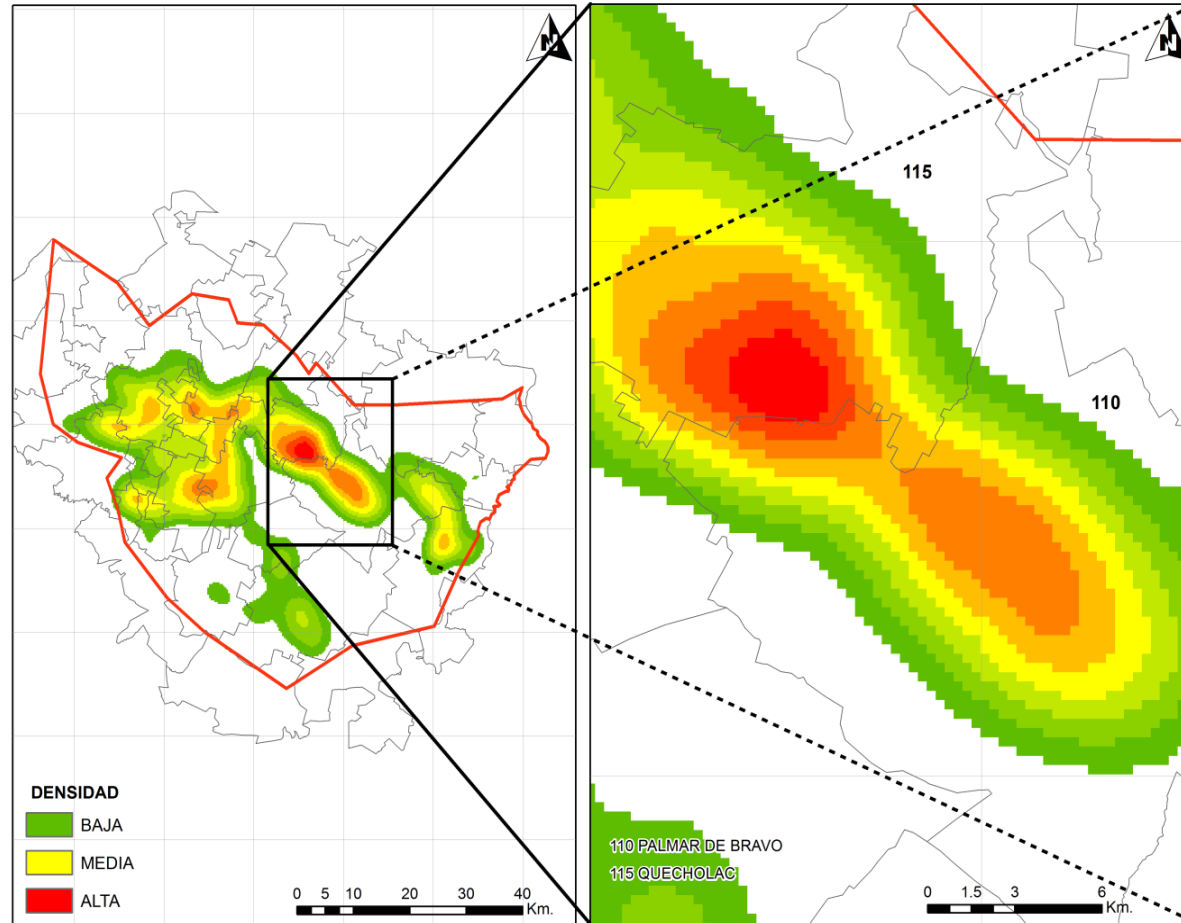 N
DENSIDAD
BAJA
MEDIA
ALTA
0 5 10 20 30 40
Km.
N
115
110
110 PALMAR DE BRAVO
115 QUECHOLAC
0 1.5 3 6
Km.